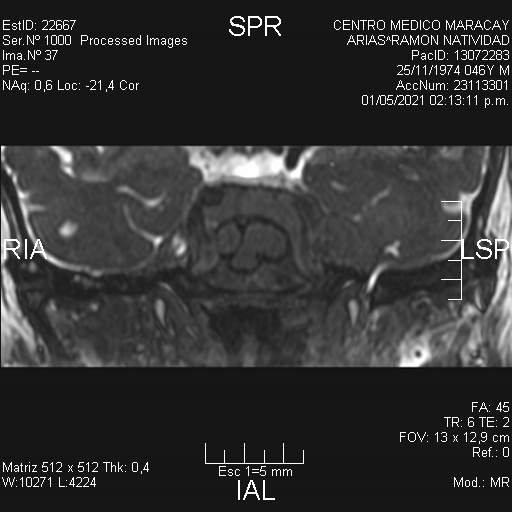 EstID: 22667
Ser.Nº 1000  Processed Images
Ima.Nº 37
PE= --
NAq: 0,6 Loc: -21,4 Cor
SPR
CENTRO MEDICO MARACAY
ARIAS^RAMON NATIVIDAD
PacID: 13072283
25/11/1974 046Y M
AccNum: 23113301
01/05/2021 02:13:11 p.m.
RIA
LSP
FA: 45
TR: 6 TE: 2
FOV: 13 x 12,9 cm
Ref.: 0
Mod.: MR
Matriz 512 x 512 Thk: 0,4
W:10271 L:4224
Esc 1=5 mm
IAL